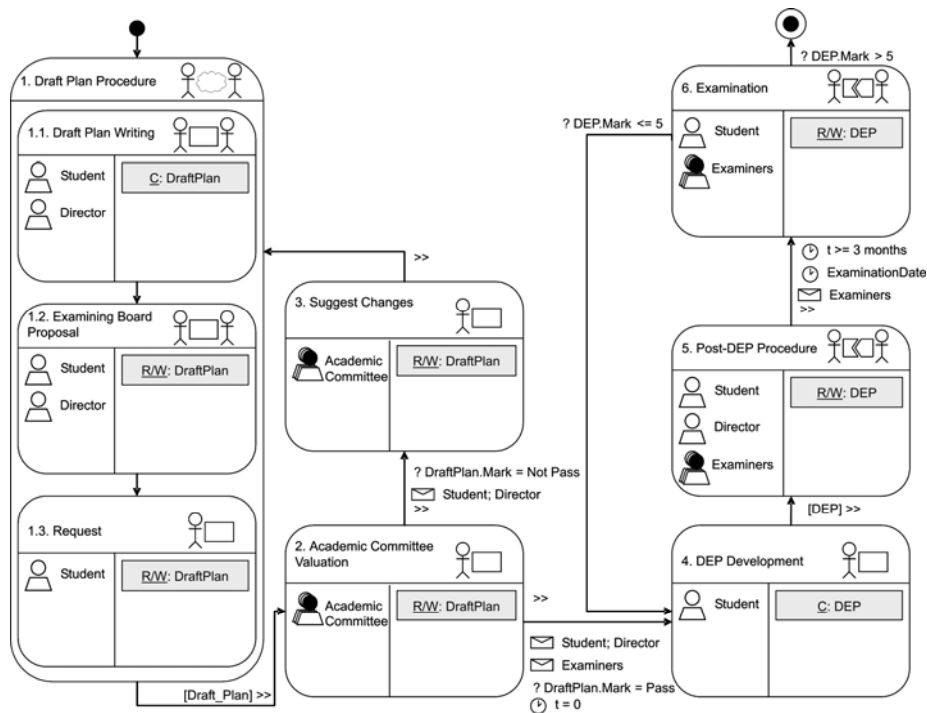 1. Draft Plan Procedure
1.1. Draft Plan Writing
Student
Director
C: DraftPlan
1.2. Examining Board
Proposal
Student
Director
R/W: DraftPlan
1.3. Request
Student
R/W: DraftPlan
[Draft_Plan] >>
2. Academic Committee
Valuation
Academic
Committee
R/W: DraftPlan
? DraftPlan.Mark = Not Pass
Student; Director
>>
3. Suggest Changes
Academic
Committee
R/W: DraftPlan
>>
>>
Student; Director
Examiners
? DraftPlan.Mark = Pass
t = 0
4. DEP Development
Student
C: DEP
[DEP] >>
5. Post-DEP Procedure
Student
Director
Examiners
R/W: DEP
t >= 3 months
ExaminationDate
Examiners
>>
6. Examination
Student
Examiners
R/W: DEP
? DEP.Mark <= 5
? DEP.Mark > 5